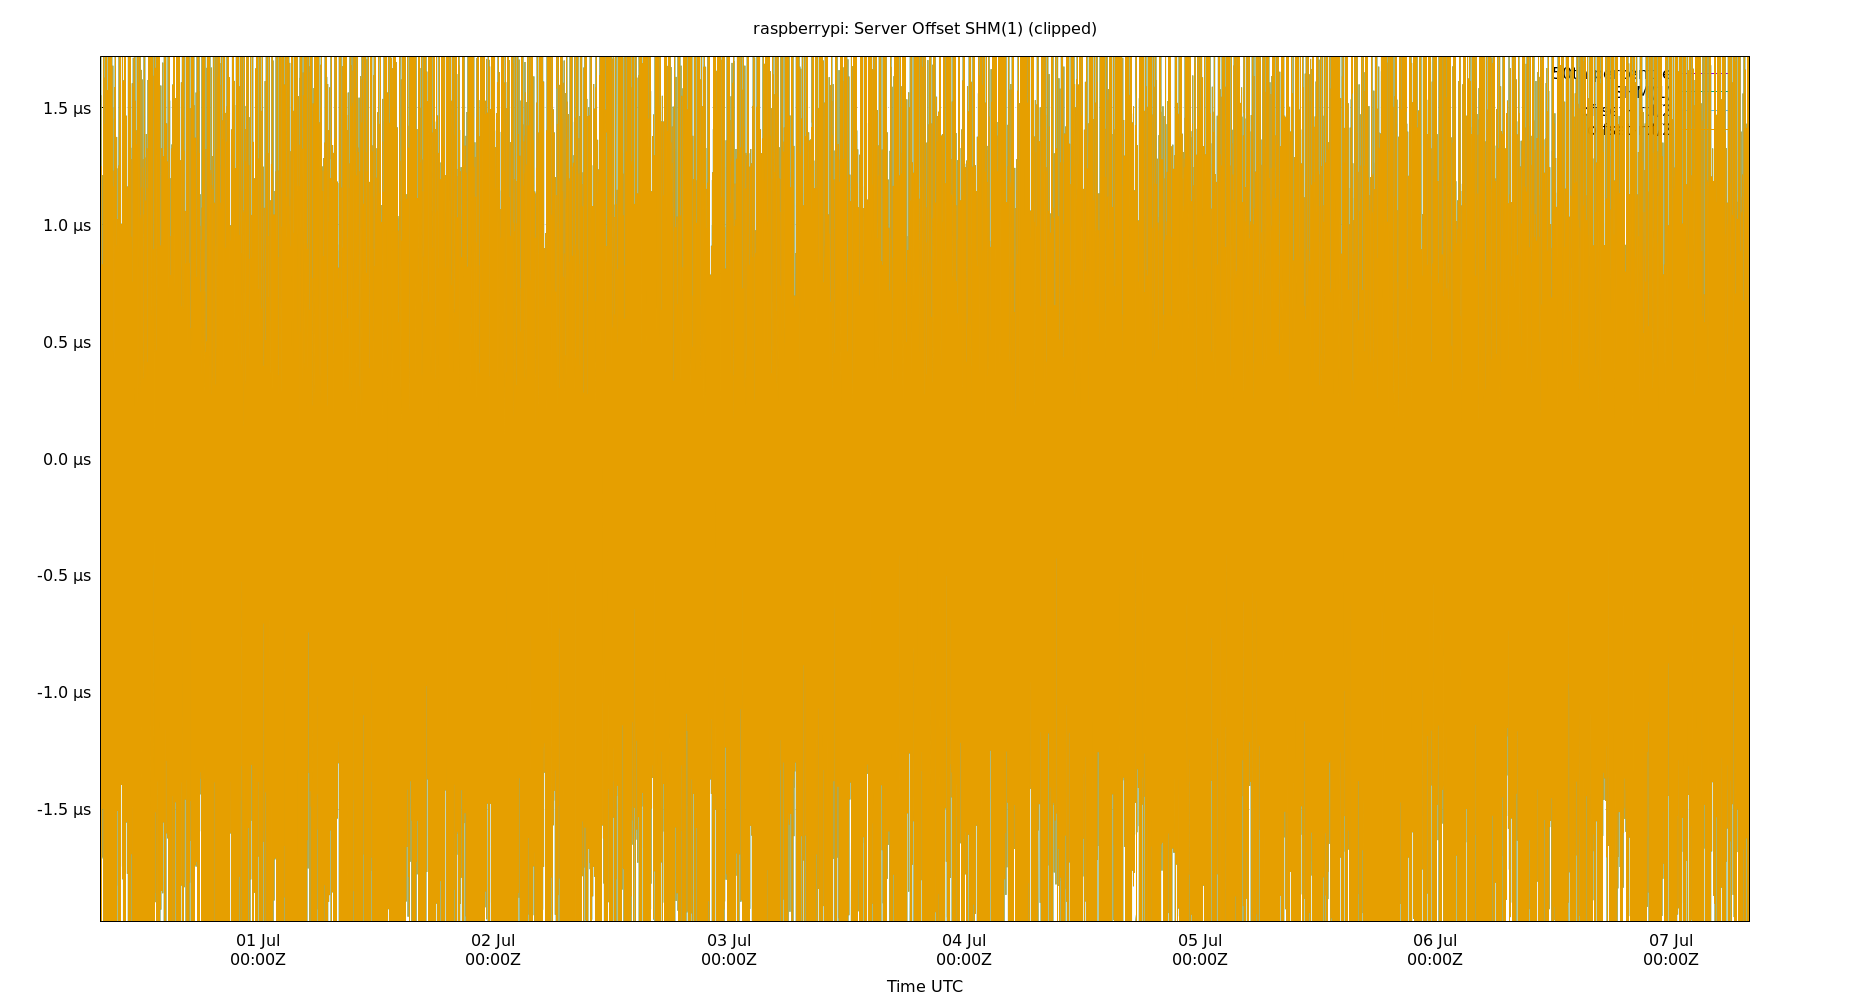 raspberrypi: Server Offset SHM(1) (clipped)
1.5 µs
1.0 µs
0.5 µs
0.0 µs
-0.5 µs
-1.0 µs
-1.5 µs
01 Jul 02 Jul 03 Jul 04 Jul 05 Jul 06 Jul 07 Jul
00:00Z 00:00Z 00:00Z 00:00Z 00:00Z 00:00Z 00:00Z
Time UTC